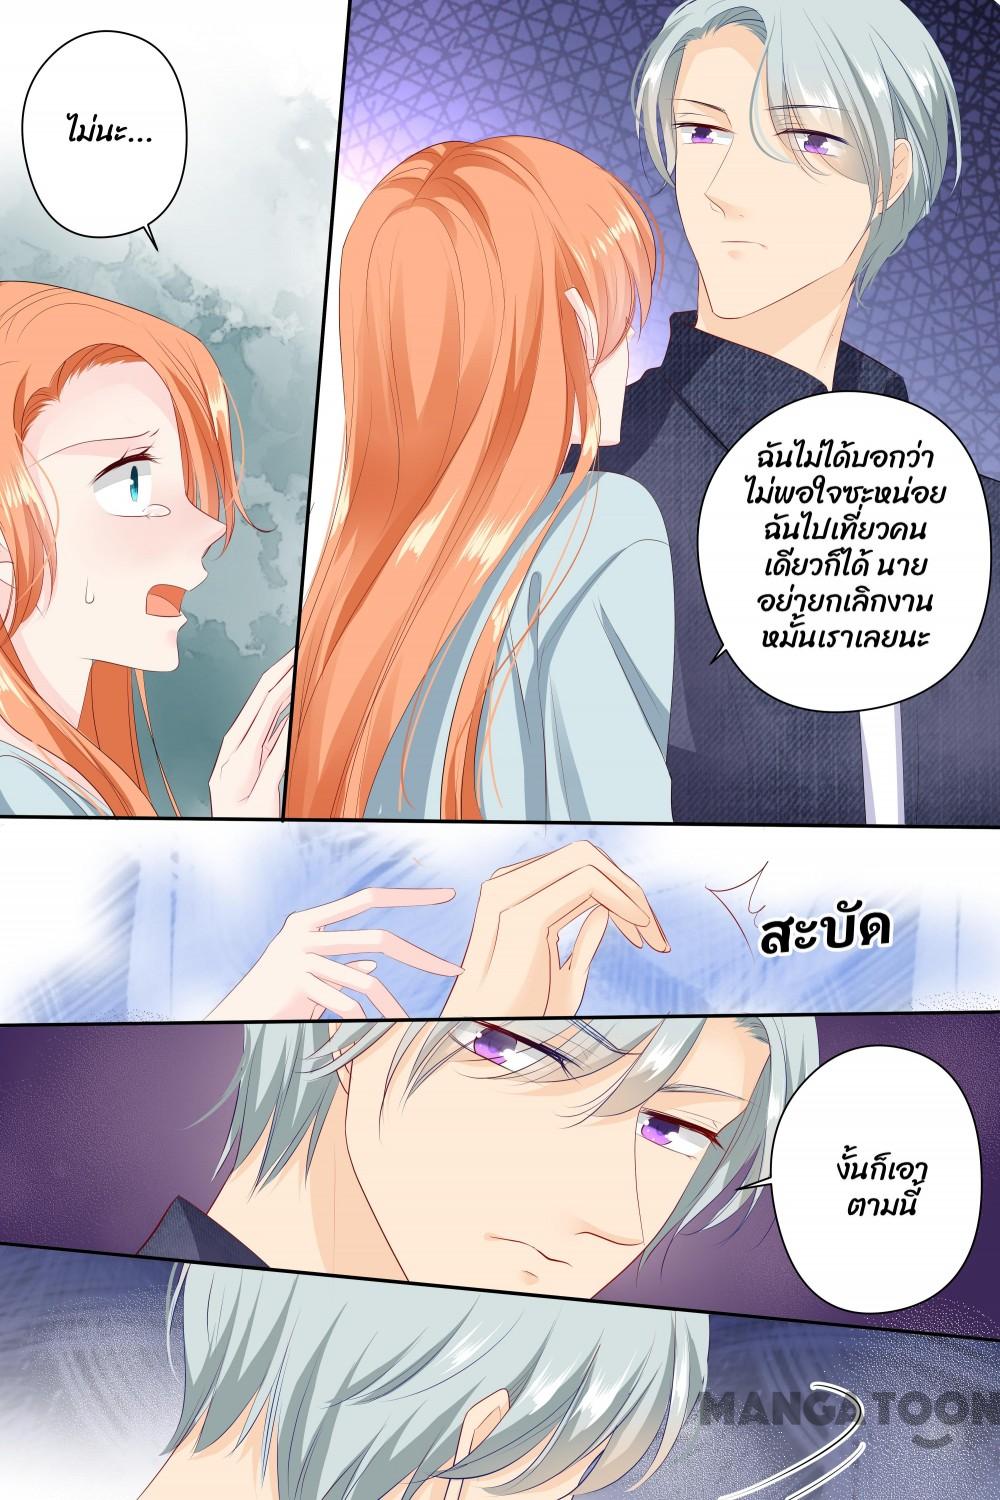 ไม่นะ...
ฉันไม่ได้บอกว่า
ไม่พอใจซะหน่อย
ฉันไปเที่ยวคน
เดียวก็ได้ นาย
อย่ายกเลิกงาน
หมั้นเราเลยนะ
สะบัด
งั้นก็เอา
ตามนี้
MANGATOON